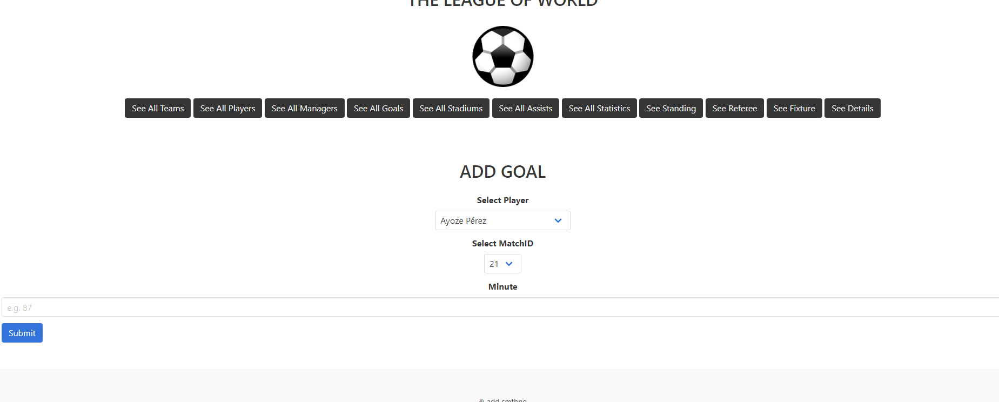 THE LEAGUE OF WORLD
See All Teams See All Players See All Managers See All Goals See All Stadiums See All Assists See All Statistics See Standing See Referee See Fixture See Details
ADD GOAL
Select Player
Ayoze Pérez
Select MatchID
21
Minute
e.g. 87
Submit
& add smthng